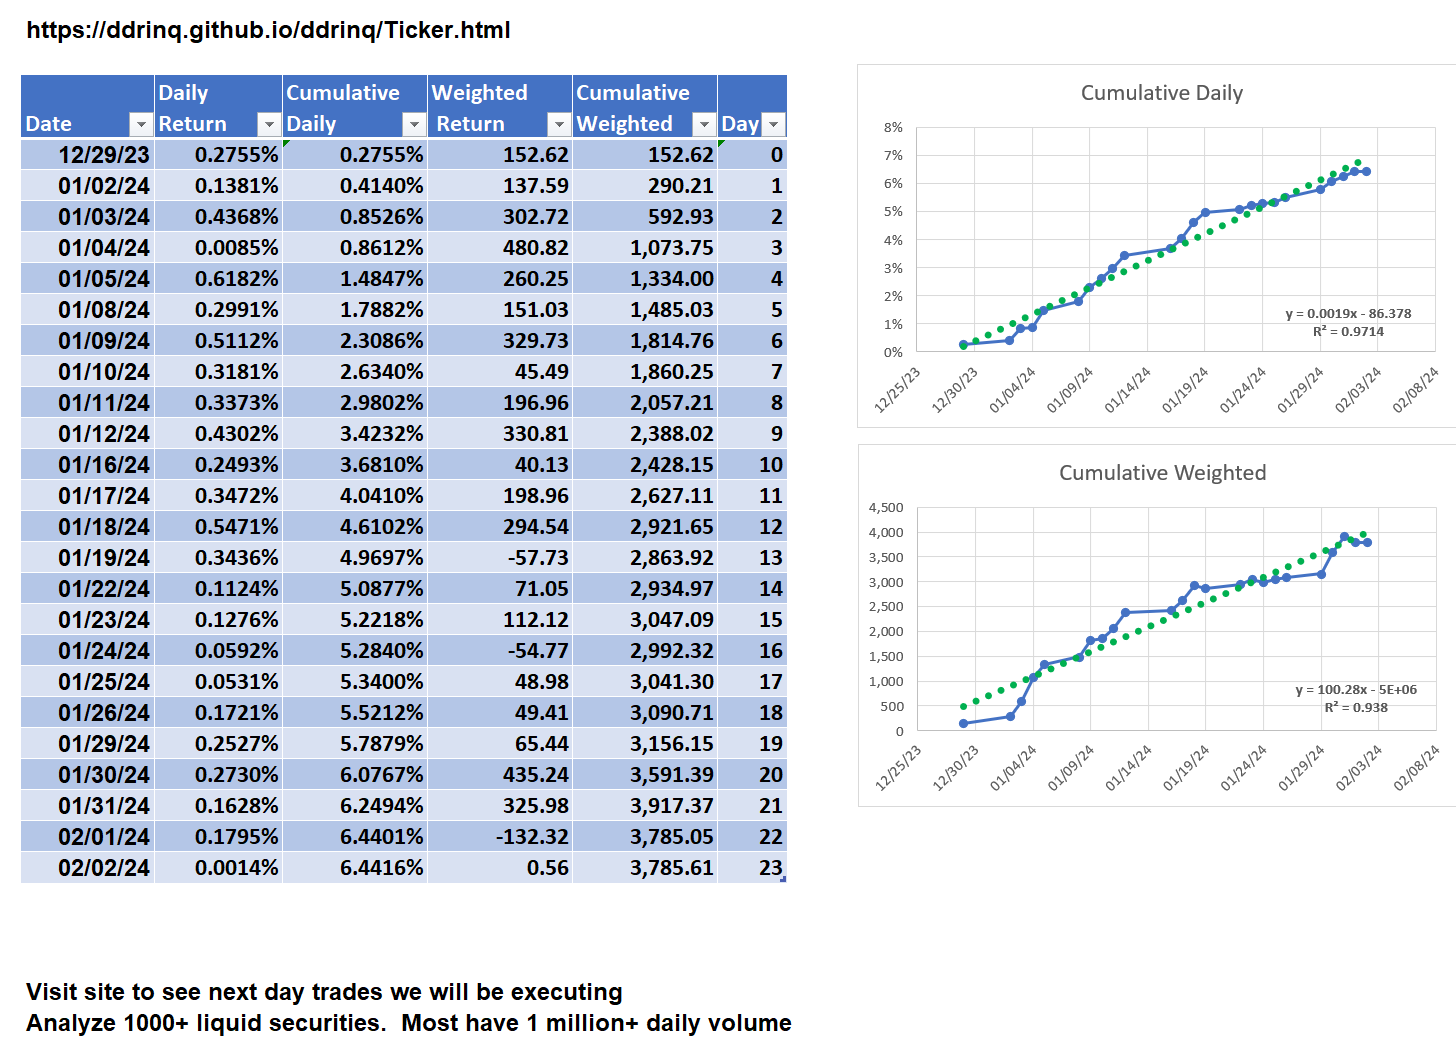 https://ddrinq.github.io/ddrinq/Ticker.html
Date Daily Return Cumulative Daily Weighted Return Cumulative Weighted Day
12/29/23 0.2755% 0.2755% 152.62 152.62 0
01/02/24 0.1381% 0.4140% 137.59 290.21 1
01/03/24 0.4368% 0.8526% 302.72 592.93 2
01/04/24 0.0085% 0.8612% 480.82 1,073.75 3
01/05/24 0.6182% 1.4847% 260.25 1,334.00 4
01/08/24 0.2991% 1.7882% 151.03 1,485.03 5
01/09/24 0.5112% 2.3086% 329.73 1,814.76 6
01/10/24 0.3181% 2.6340% 45.49 1,860.25 7
01/11/24 0.3373% 2.9802% 196.96 2,057.21 8
01/12/24 0.4302% 3.4232% 330.81 2,388.02 9
01/16/24 0.2493% 3.6810% 40.13 2,428.15 10
01/17/24 0.3472% 4.0410% 198.96 2,627.11 11
01/18/24 0.5471% 4.6102% 294.54 2,921.65 12
01/19/24 0.3436% 4.9697% -57.73 2,863.92 13
01/22/24 0.1124% 5.0877% 71.05 2,934.97 14
01/23/24 0.1276% 5.2218% 112.12 3,047.09 15
01/24/24 0.0592% 5.2840% -54.77 2,992.32 16
01/25/24 0.0531% 5.3400% 48.98 3,041.30 17
01/26/24 0.1721% 5.5212% 49.41 3,090.71 18
01/29/24 0.2527% 5.7879% 65.44 3,156.15 19
01/30/24 0.2730% 6.0767% 435.24 3,591.39 20
01/31/24 0.1628% 6.2494% 325.98 3,917.37 21
02/01/24 0.1795% 6.4401% -132.32 3,785.05 22
02/02/24 0.0014% 6.4416% 0.56 3,785.61 23
Cumulative Daily
8%
7%
6%
5%
4%
3%
2%
1%
0%
y = 0.0019x - 86.378
R² = 0.9714
12/25/23 12/30/23 01/04/24 01/09/24 01/14/24 01/19/24 01/24/24 01/29/24 02/03/24 02/08/24
Cumulative Weighted
4,500
4,000
3,500
3,000
2,500
2,000
1,500
1,000
500
0
y = 100.28x - 5E+06
R² = 0.938
12/25/23 12/30/23 01/04/24 01/09/24 01/14/24 01/19/24 01/24/24 01/29/24 02/03/24 02/08/24
Visit site to see next day trades we will be executing
Analyze 1000+ liquid securities.  Most have 1 million+ daily volume